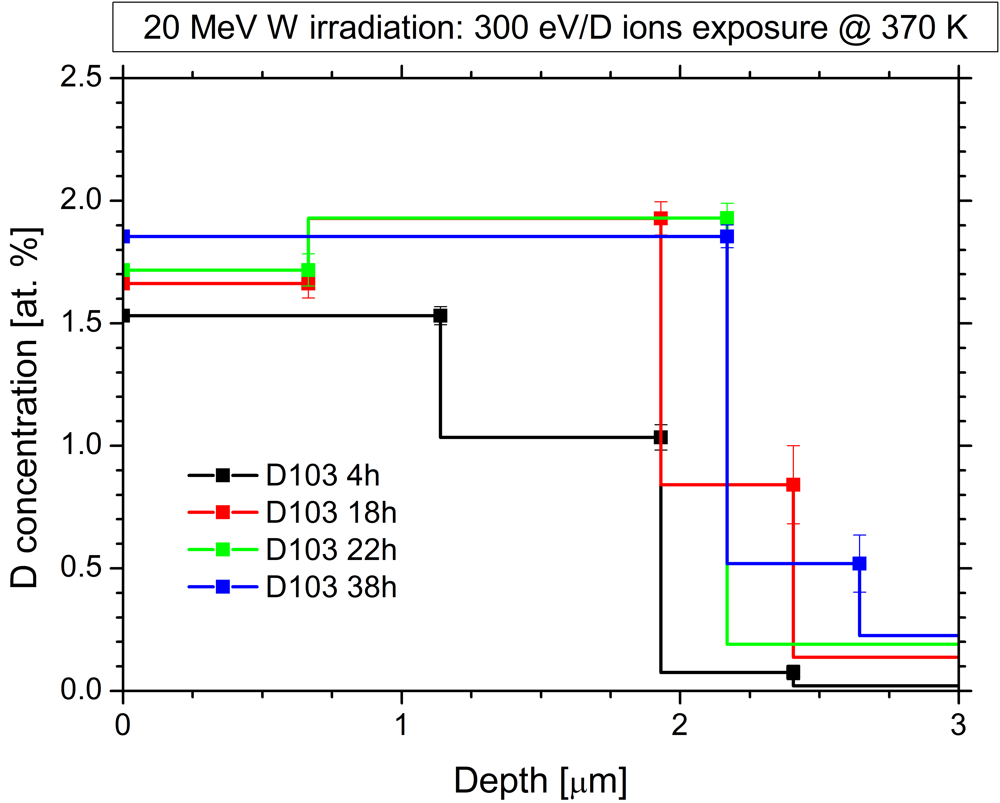 20 MeV W irradiation: 300 eV/D ions exposure @ 370 K
2.5
2.0
1.5
1.0
0.5
0.0
D concentration [at. %]
D103 4h
D103 18h
D103 22h
D103 38h
0 1 2 3
Depth [μm]